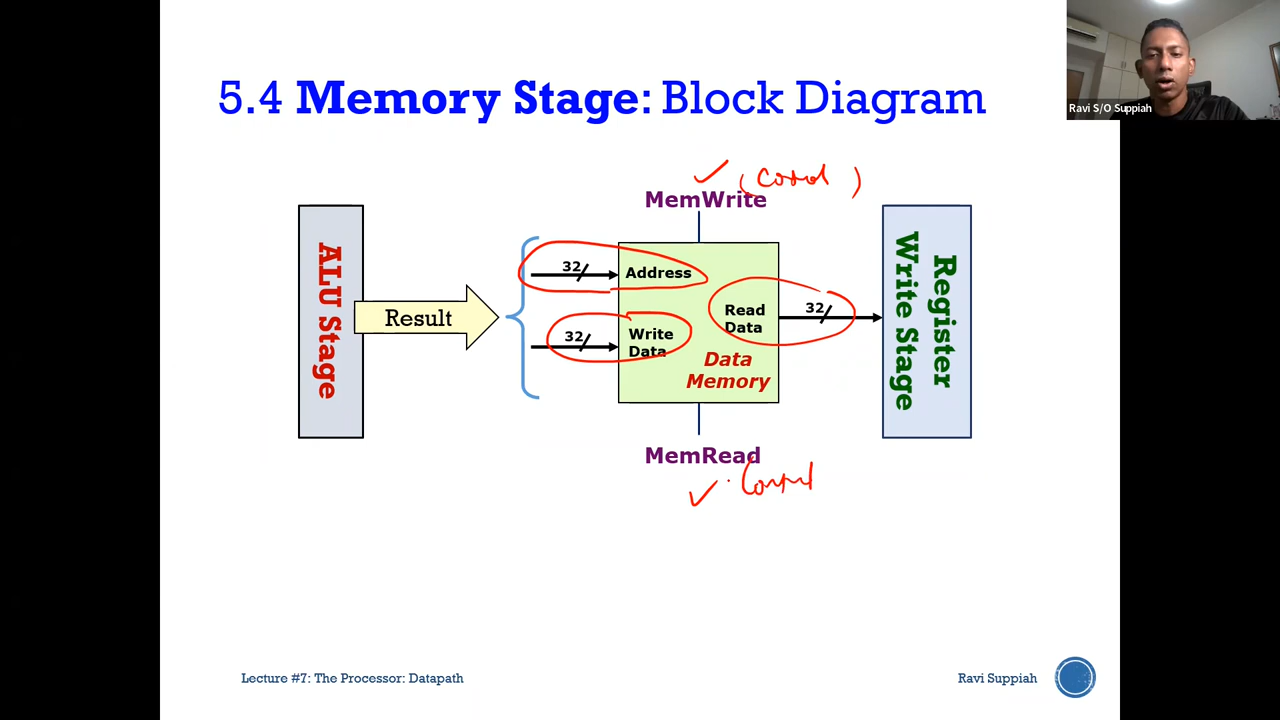 Ravi S/O Suppiah
5.4 Memory Stage: Block Diagram
(Control)
MemWrite
ALU Stage
Result
32
Address
32
Write
Data
Read
Data
32
Data
Memory
Register
Write Stage
MemRead
Control
Lecture #7: The Processor: Datapath
Ravi Suppiah